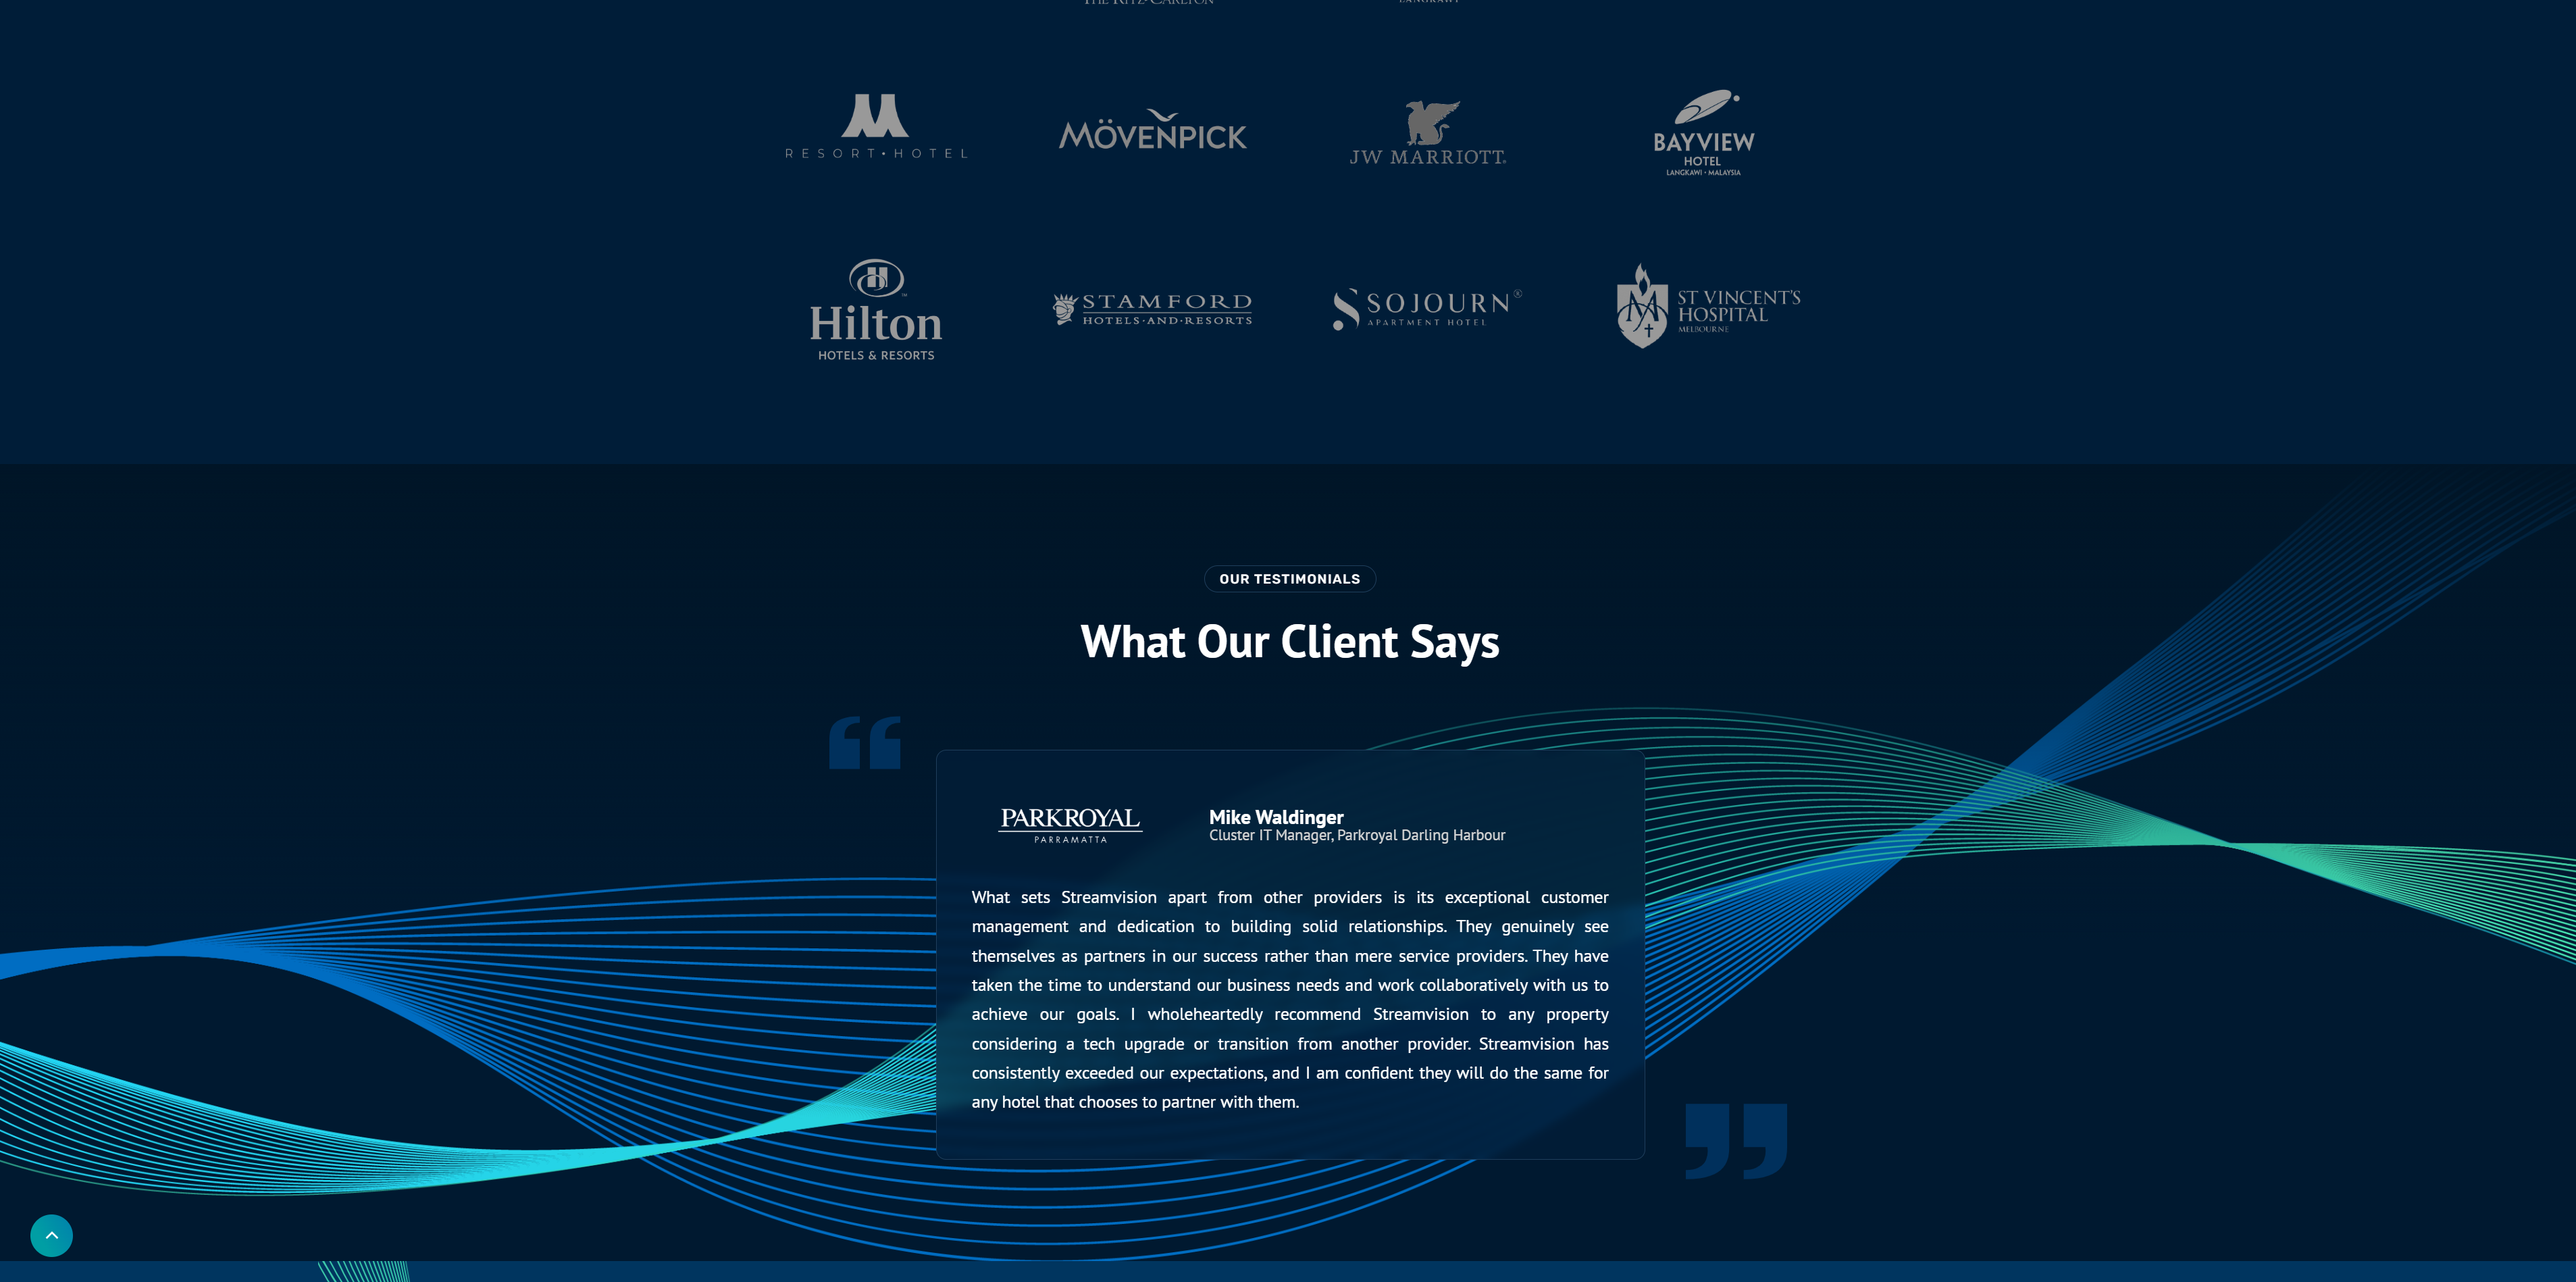 THE RITZ-CARLTON
LANGKAWI
RESORT • HOTEL
MÖVENPICK
JW MARRIOTT®
BAYVIEW
HOTEL
LANGKAWI • MALAYSIA
Hilton™
HOTELS & RESORTS
STAMFORD
HOTELS·AND·RESORTS
SOJOURN®
APARTMENT HOTEL
ST VINCENT'S
HOSPITAL
MELBOURNE
OUR TESTIMONIALS
What Our Client Says
PARKROYAL
PARRAMATTA
Mike Waldinger
Cluster IT Manager, Parkroyal Darling Harbour
What sets Streamvision apart from other providers is its exceptional customer
management and dedication to building solid relationships. They genuinely see
themselves as partners in our success rather than mere service providers. They have
taken the time to understand our business needs and work collaboratively with us to
achieve our goals. I wholeheartedly recommend Streamvision to any property
considering a tech upgrade or transition from another provider. Streamvision has
consistently exceeded our expectations, and I am confident they will do the same for
any hotel that chooses to partner with them.